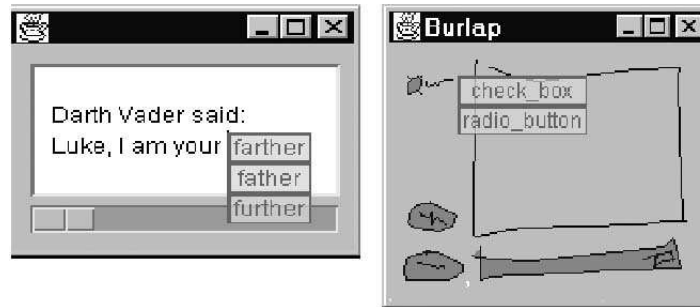 Darth Vader said:
Luke, I am your farther
father
further
Burlap
check_box
radio_button